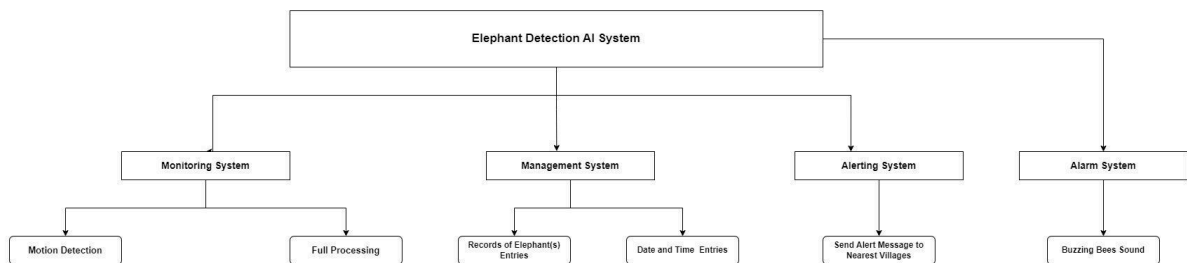 Elephant Detection AI System
Monitoring System
Management System
Alerting System
Alarm System
Motion Detection
Full Processing
Records of Elephant(s)
Entries
Date and Time Entries
Send Alert Message to
Nearest Villages
Buzzing Bees Sound